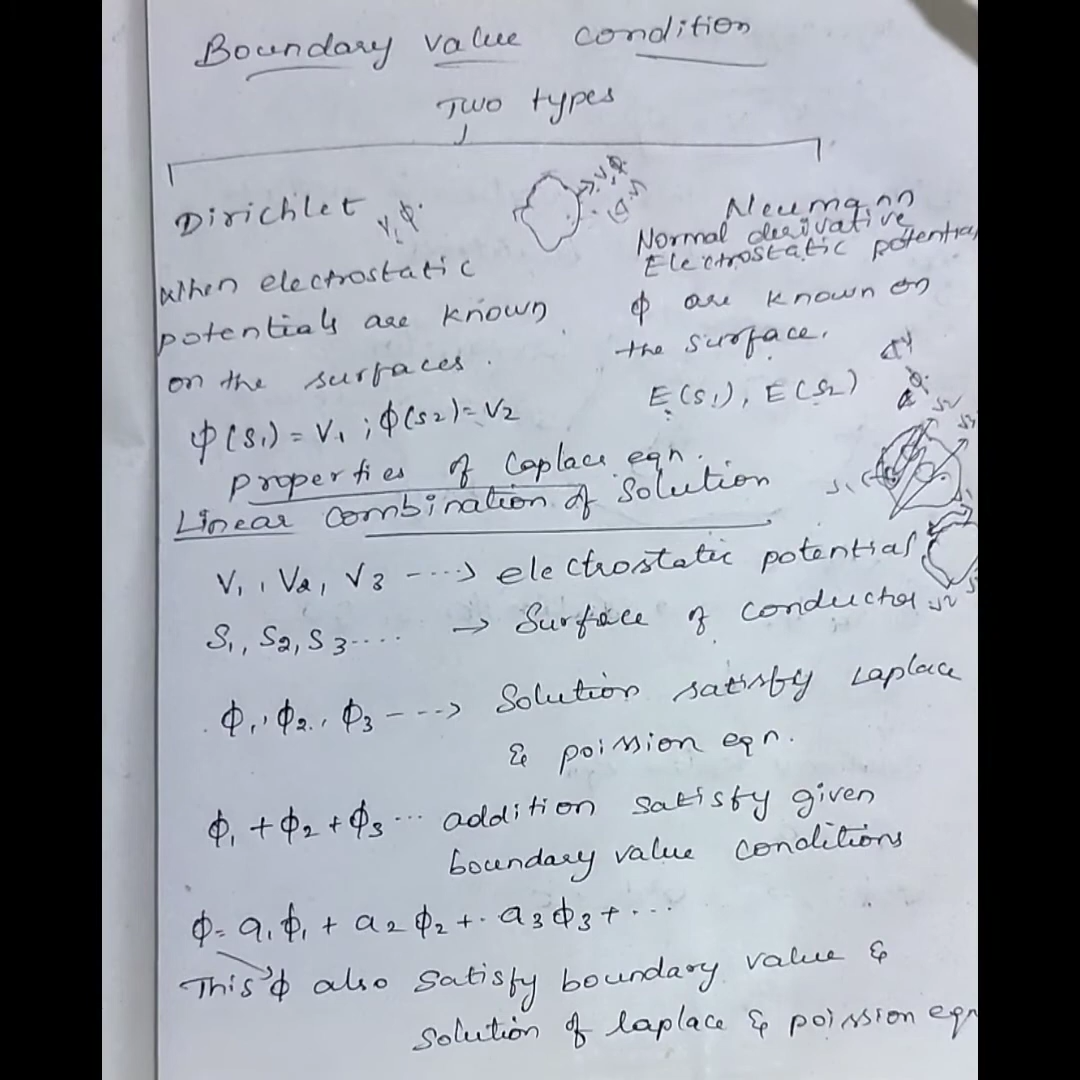 Boundary value condition
Two types
Dirichlet
When electrostatic
potentials are known
on the surfaces.
φ(s₁) = V₁ ; φ(s₂) = V₂
Neumann
Normal derivative
Electrostatic potential
φ are known on
the surface.
E(S₁), E(S₂)
Properties of Laplace eqn.
Linear combination of Solution
V₁, V₂, V₃ ----> electrostatic potential
S₁, S₂, S₃.... → Surface of conductor
φ₁, φ₂, φ₃ ----> Solution satisfy Laplace
& poission eqn.
φ₁ + φ₂ + φ₃ ... addition satisfy given
boundary value conditions
φ = a₁φ₁ + a₂φ₂ + a₃φ₃ + ...
This φ also satisfy boundary value &
solution of laplace & poission eqn